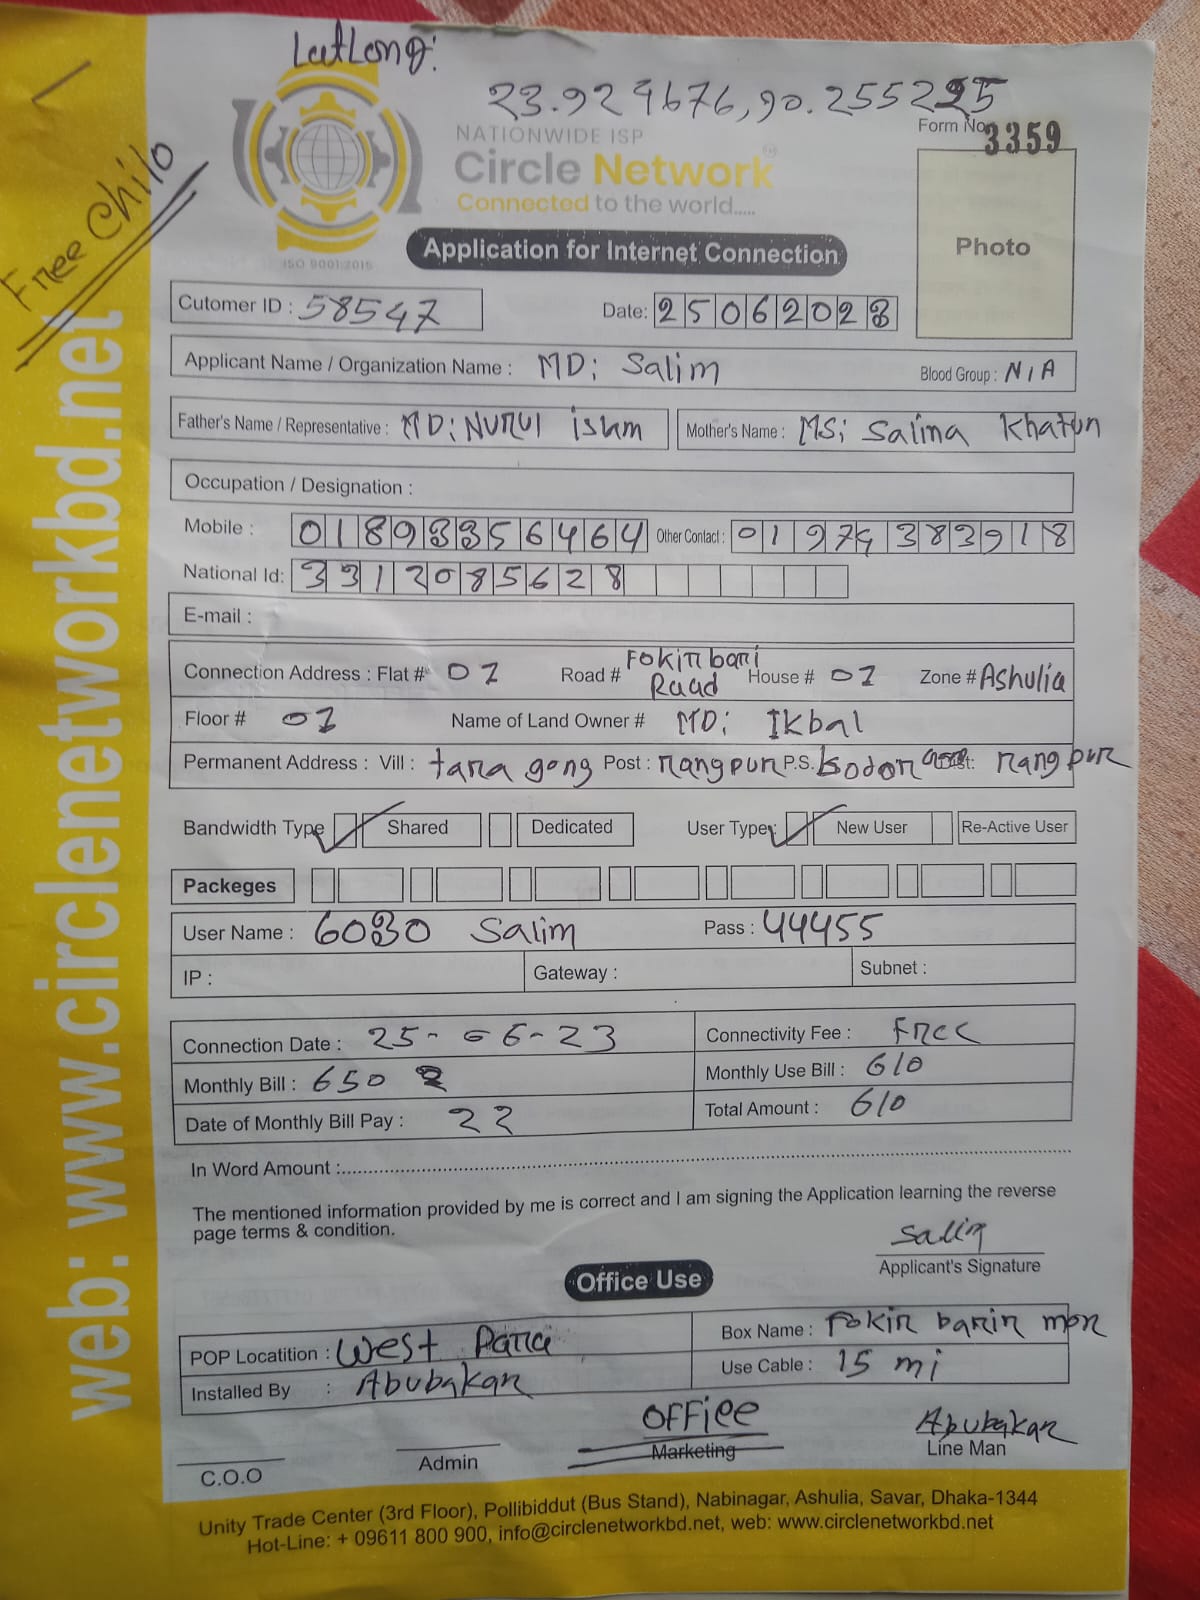 LatLong:
23.929676,90.255225
Free Chilo
NATIONWIDE ISP
Circle Network
Connected to the world.....
ISO 9001:2015
Form No. 3359
Photo
Application for Internet Connection
Cutomer ID : 58547
Date: 25062023
Applicant Name / Organization Name : MD: Salim
Blood Group : N/A
Father's Name / Representative : MD: NURUl islam
Mother's Name : MS: Salima khatun
Occupation / Designation :
Mobile : 01893356464 Other Contact : 01979383918
National Id: 3312085628
E-mail :
Connection Address : Flat # 01 Road # Fokir bari Road House # 01 Zone # Ashulia
Floor # 01 Name of Land Owner # MD: Ikbal
Permanent Address : Vill : tara gong Post : rangpur P.S. Sodor Dist: rangpur
Bandwidth Type Shared Dedicated User Type: New User Re-Active User
Packeges
User Name : 6030 Salim Pass : 44455
IP : Gateway : Subnet :
Connection Date : 25-06-23 Connectivity Fee : Free
Monthly Bill : 650 Monthly Use Bill : 610
Date of Monthly Bill Pay : 22 Total Amount : 610
In Word Amount :
The mentioned information provided by me is correct and I am signing the Application learning the reverse
page terms & condition.
Salim
Applicant's Signature
Office Use
POP Locatition : West Para Box Name : Fokir barir mor
Installed By : Abubakar Use Cable : 15 mi
OFFice
Abubakar
C.O.O Admin Marketing Line Man
Unity Trade Center (3rd Floor), Pollibiddut (Bus Stand), Nabinagar, Ashulia, Savar, Dhaka-1344
Hot-Line: + 09611 800 900, info@circlenetworkbd.net, web: www.circlenetworkbd.net
web: www.circlenetworkbd.net